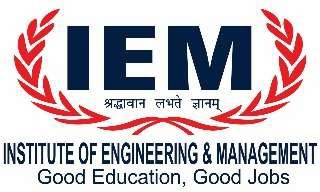 IEM
श्रद्धावान लभते ज्ञानम्
INSTITUTE OF ENGINEERING & MANAGEMENT
Good Education, Good Jobs